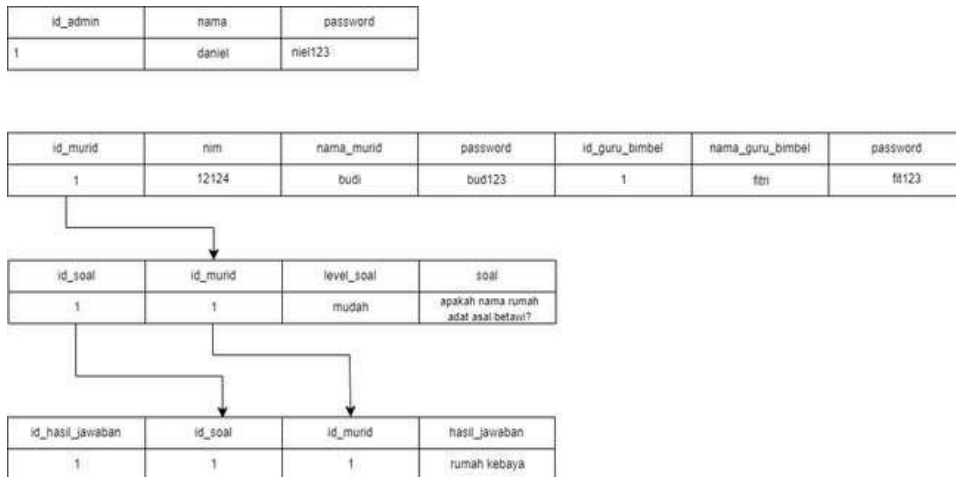 id_admin nama password
1 daniel niel123
id_murid nim nama_murid password id_guru_bimbel nama_guru_bimbel password
1 12124 budi bud123 1 fitri fit123
id_soal id_murid level_soal soal
1 1 mudah apakah nama rumah
adat asal betawi?
id_hasil_jawaban id_soal id_murid hasil_jawaban
1 1 1 rumah kebaya